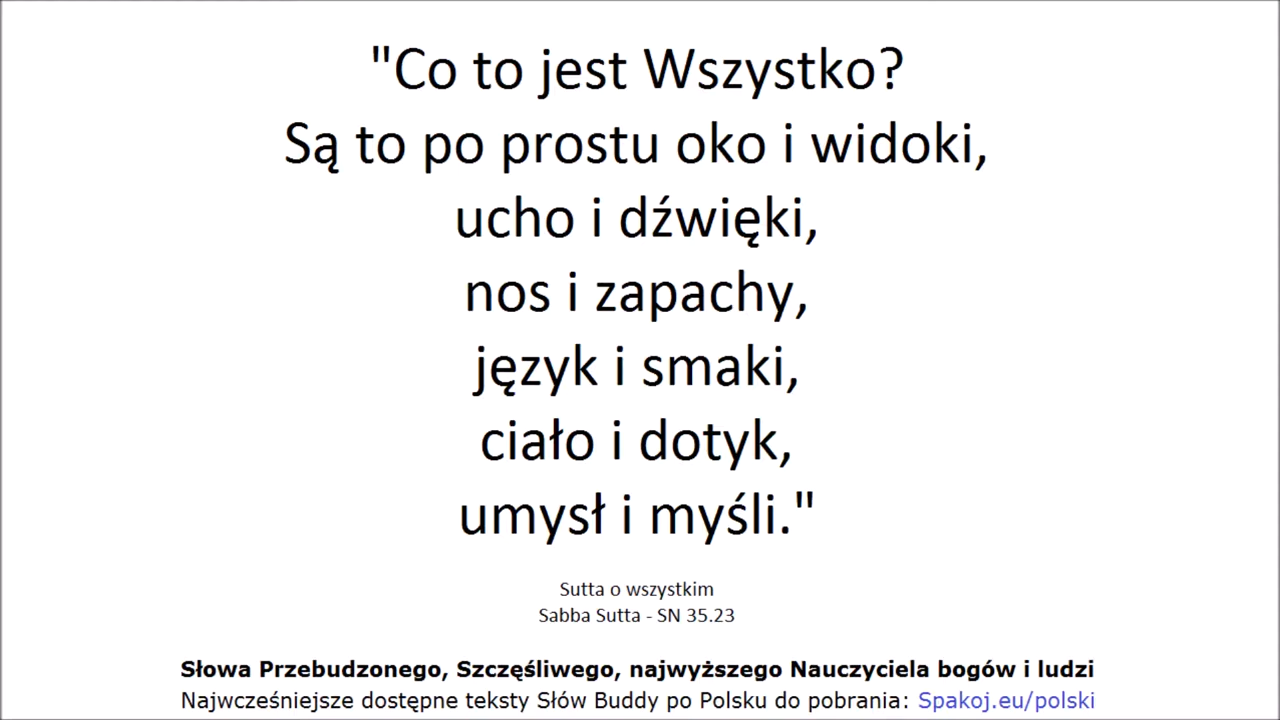 "Co to jest Wszystko?
Są to po prostu oko i widoki,
ucho i dźwięki,
nos i zapachy,
język i smaki,
ciało i dotyk,
umysł i myśli."
Sutta o wszystkim
Sabba Sutta - SN 35.23
Słowa Przebudzonego, Szczęśliwego, najwyższego Nauczyciela bogów i ludzi
Najwcześniejsze dostępne teksty Słów Buddy po Polsku do pobrania: Spakoj.eu/polski